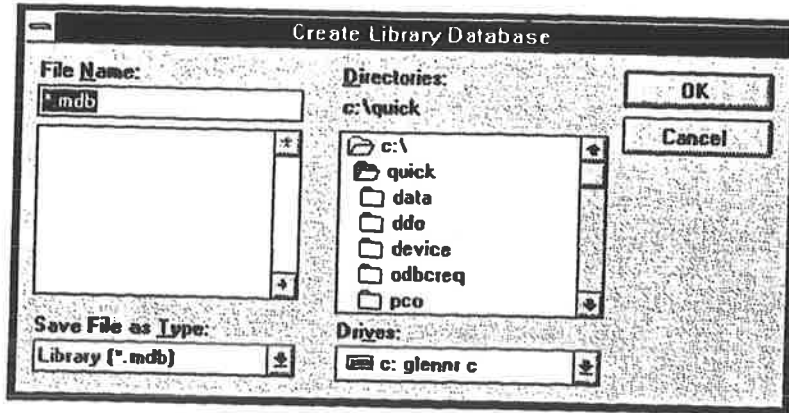 Create Library Database
File Name:
*.mdb
Directories:
c:\quick
OK
Cancel
c:\
quick
data
ddo
device
odbcreq
pco
Save File as Type:
Library (*.mdb)
Drives:
c: glennr c